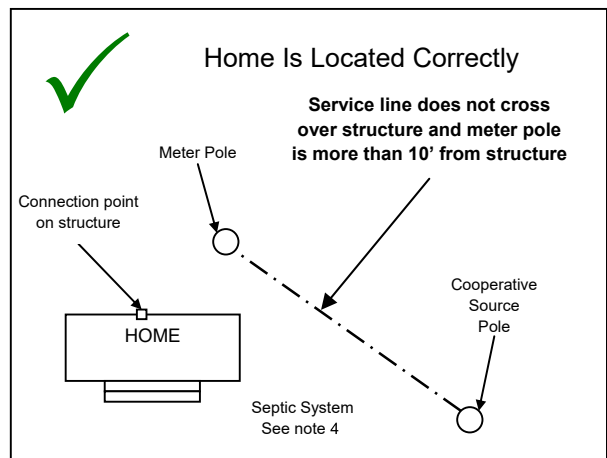 Home Is Located Correctly
Service line does not cross
over structure and meter pole
is more than 10’ from structure
Meter Pole
Connection point
on structure
Cooperative
Source
Pole
HOME
Septic System
See note 4